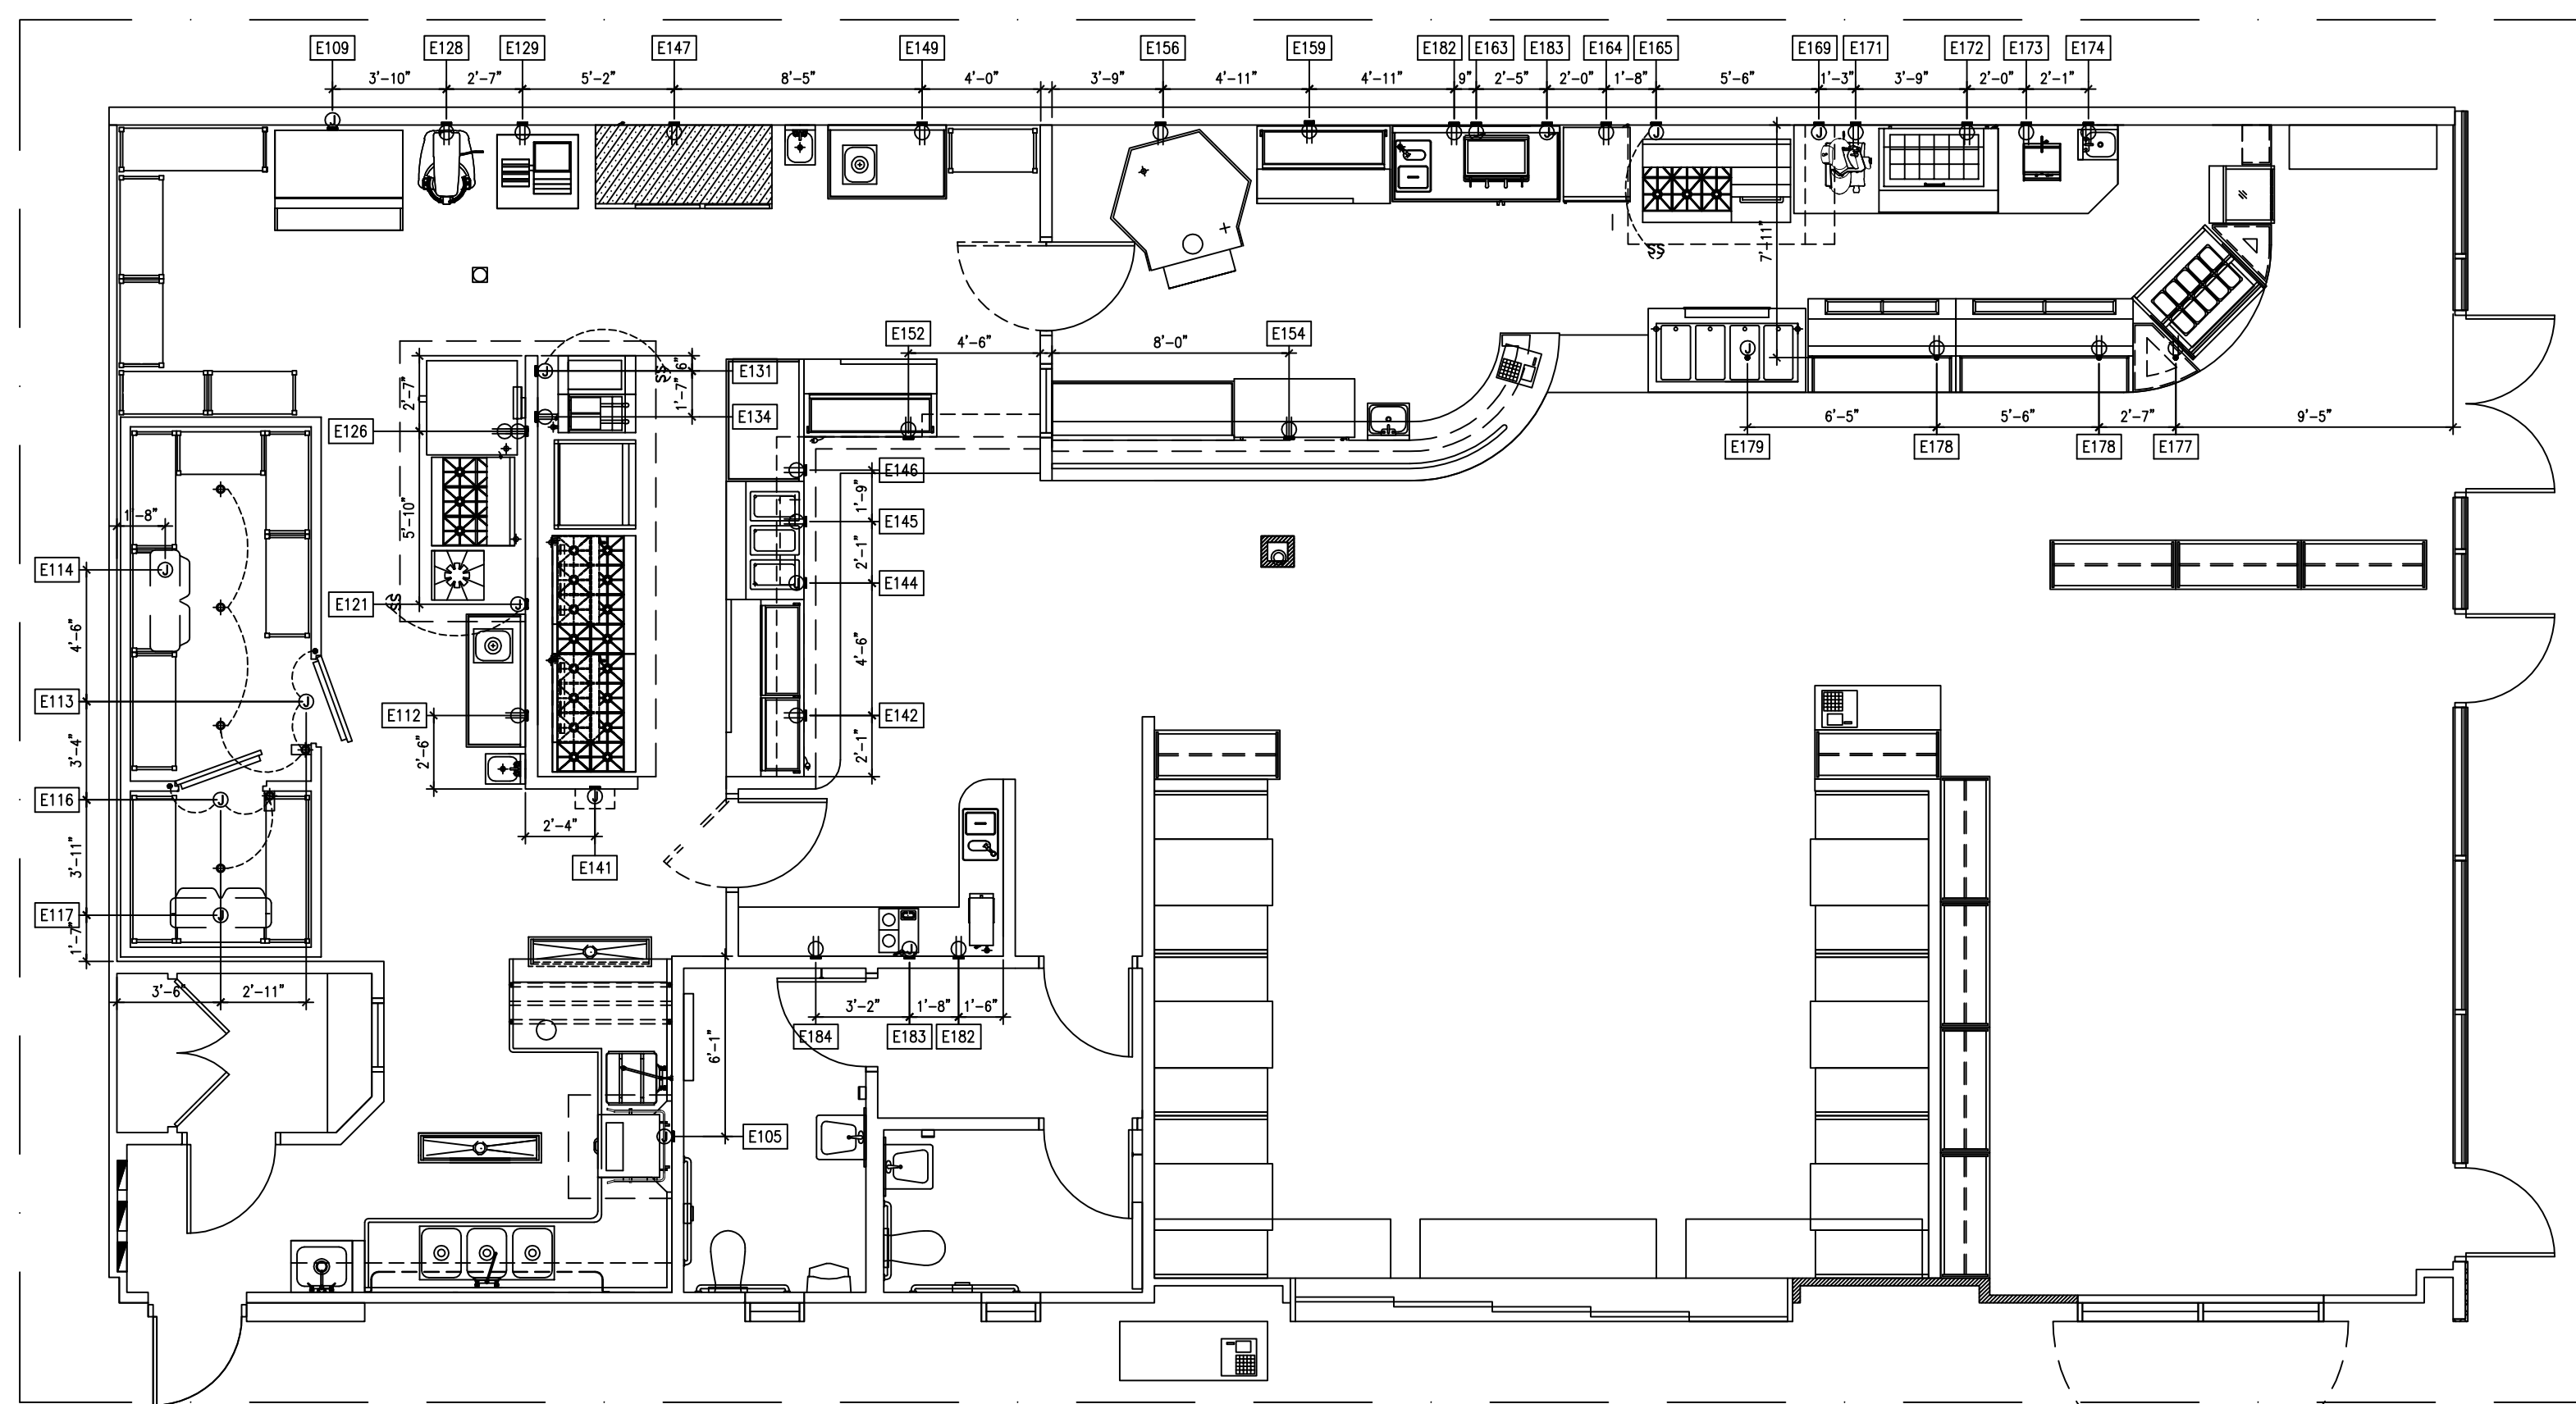 E109 E128 E129 E147 E149 E156 E159 E182 E163 E183 E164 E165 E169 E171 E172 E173 E174
3'-10" 2'-7" 5'-2" 8'-5" 4'-0" 3'-9" 4'-11" 4'-11" 9" 2'-5" 2'-0" 1'-8" 5'-6" 1'-3" 3'-9" 2'-0" 2'-1"
J
J J J
7'-11"
SS
E152 4'-6" 8'-0" E154
J
6"
J E131
SS
2'-7" 1'-7"
E134
E126
6'-5" 5'-6" 2'-7" 9'-5"
E179 E178 E178 E177
E146
1'-9"
1'-8" 5'-10"
E145
2'-1"
E114 J
E144
E121 J
SS
4'-6" 4'-6"
E113 J
E112 E142
3'-4" 2'-6" 2'-1"
E116 J J
2'-4"
3'-11"
E141
E117 J
1'-7"
J
3'-6" 2'-11" 3'-2" 1'-8" 1'-6"
E184 E183 E182
6'-1"
J E105